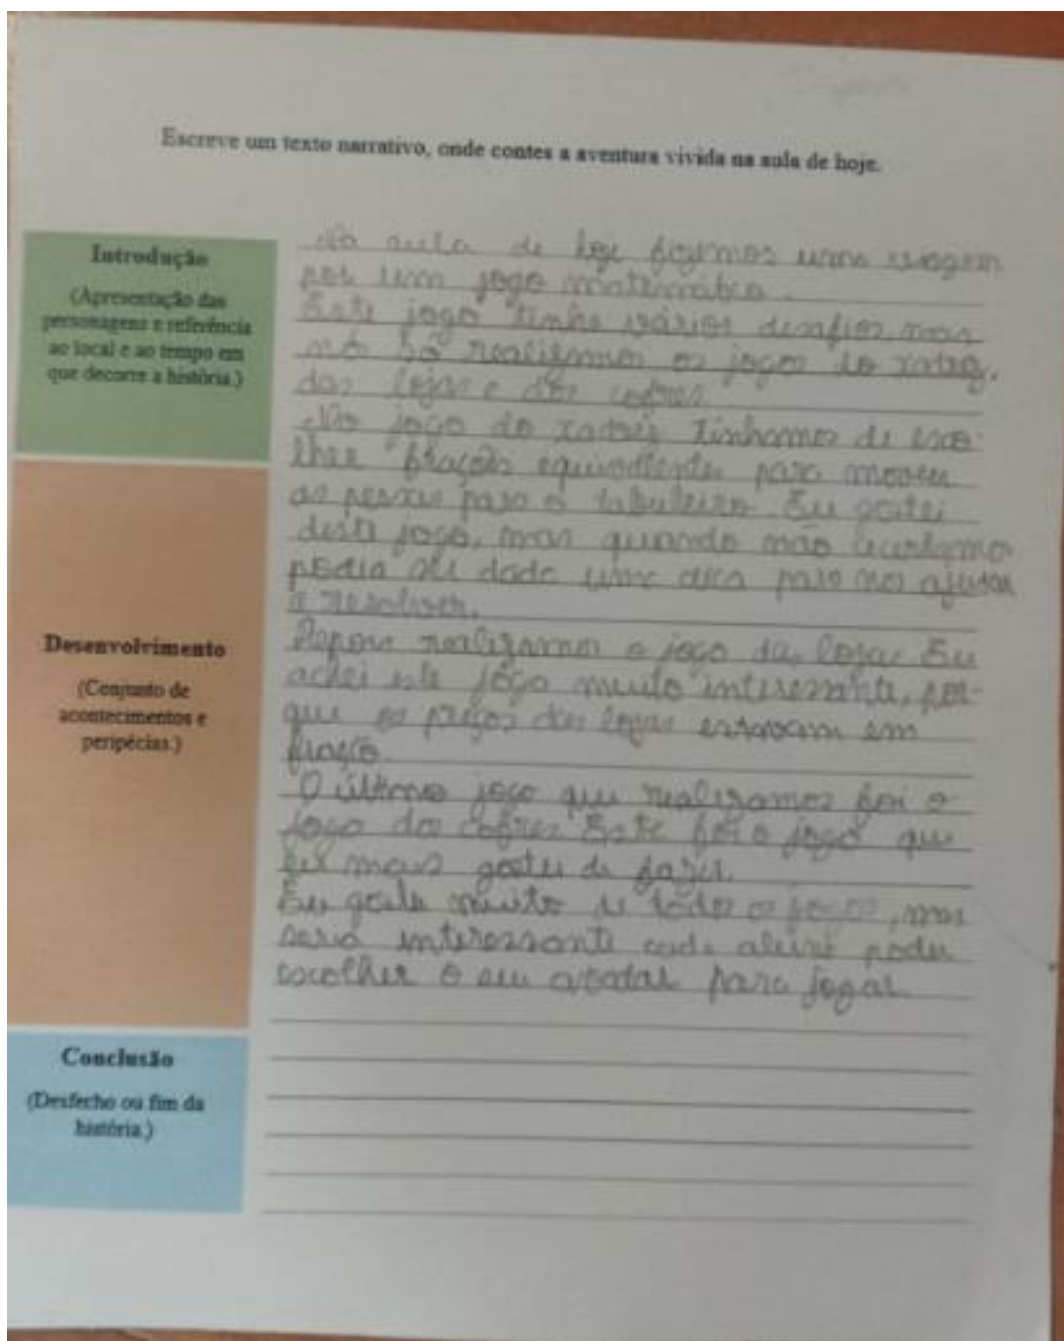 Escreve um texto narrativo, onde contes a aventura vivida na aula de hoje.
Introdução
(Apresentação das
personagens e referência
ao local e ao tempo em
que decorre a história.)
Desenvolvimento
(Conjunto de
acontecimentos e
peripécias.)
Conclusão
(Desfecho ou fim da
história.)
Na aula de hoje fizemos uma viagem
por um jogo matemático.
Este jogo tinha vários desafios, mas
nós só realizamos os jogos do xadrez,
das lojas e dos cofres.
No jogo do xadrez tinhamos de esco-
lher frações equivalentes para mover
as para o tabuleiro. Eu gostei
deste jogo, mas quando não
podia ser dada uma dica para nos ajudar
a resolver.
Depois realizamos o jogo da loja. Eu
achei este jogo muito interessante, por-
que os preços das lojas estavam em
fração.
O último jogo que realizamos foi o
jogo dos cofres. Este foi o jogo que
eu mais gostei de fazer.
Eu gostei muito de todos os jogos, mas
seria interessante cada aluno poder
escolher o seu avatar para jogar.